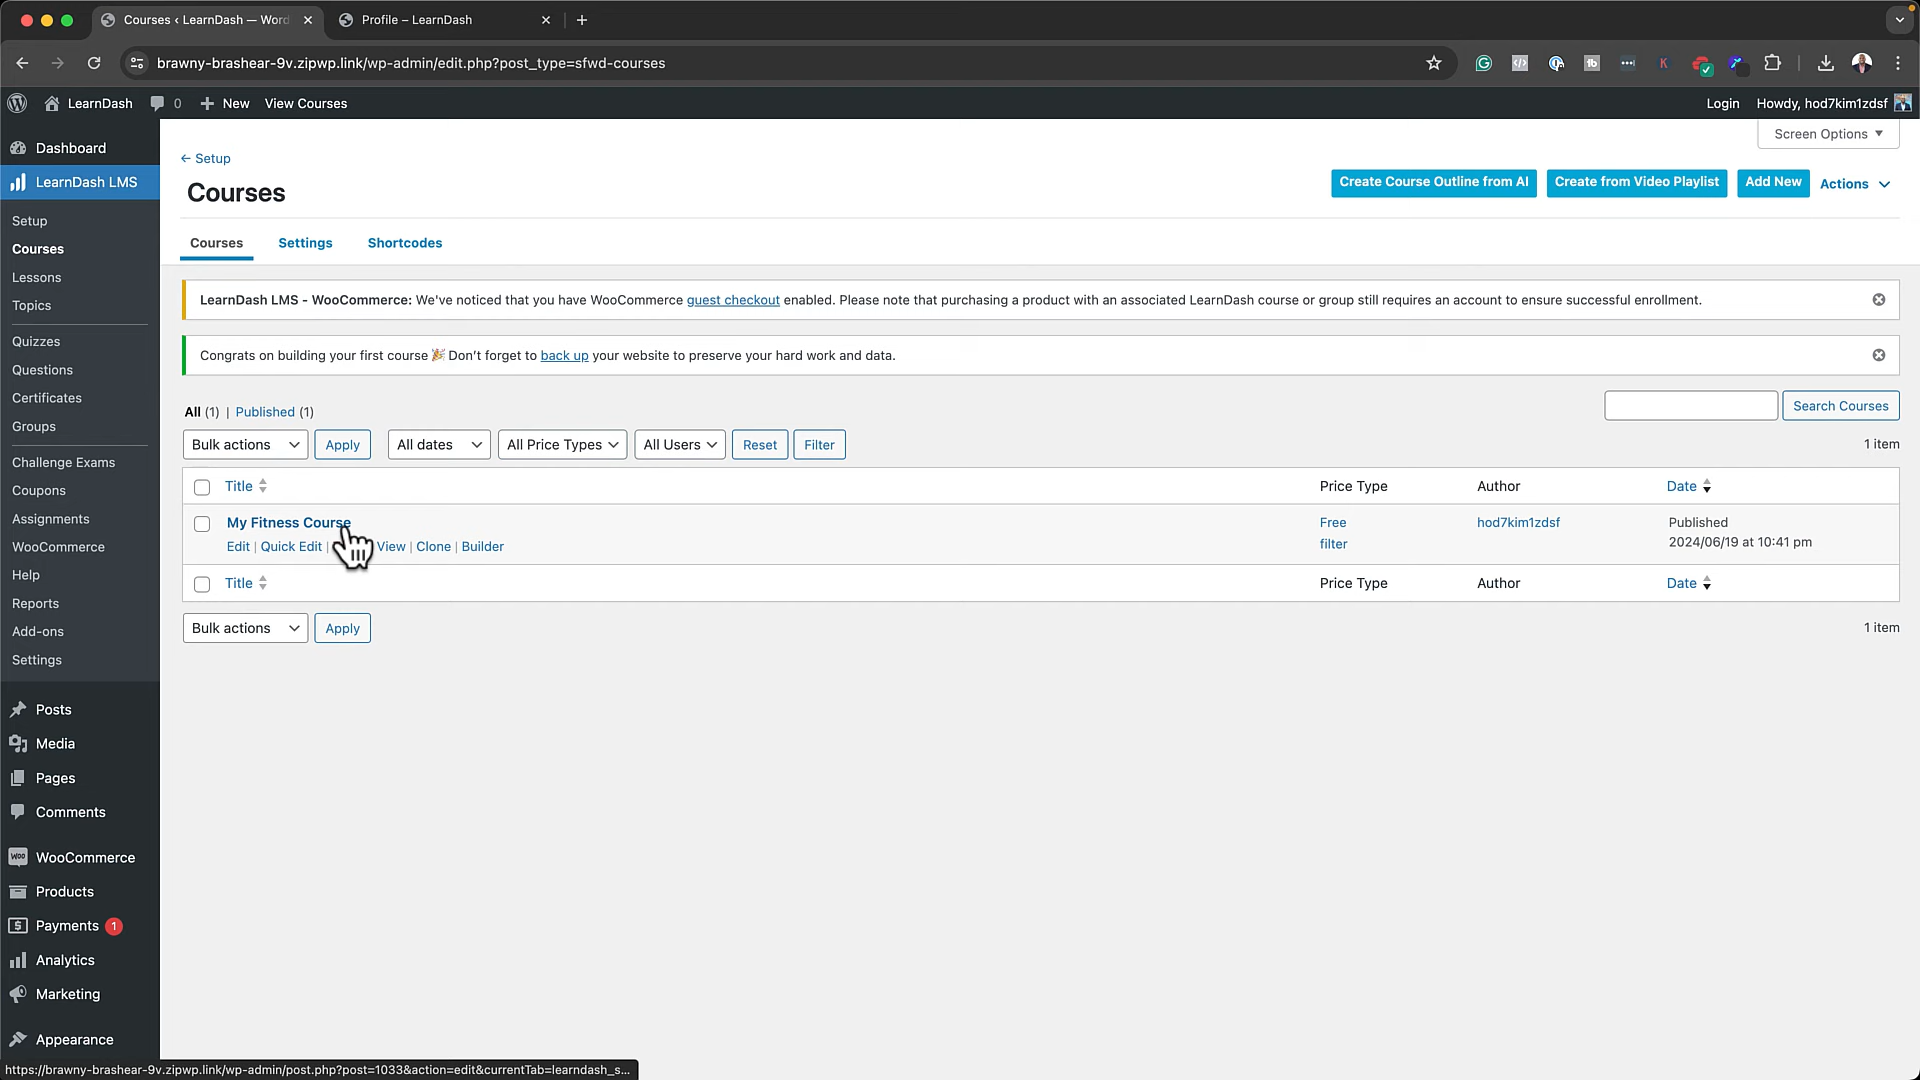 Courses ‹ LearnDash — Word
Profile – LearnDash
brawny-brashear-9v.zipwp.link/wp-admin/edit.php?post_type=sfwd-courses
LearnDash
0
New
View Courses
Login
Howdy, hod7kim1zdsf
Dashboard
LearnDash LMS
Setup
Courses
Lessons
Topics
Quizzes
Questions
Certificates
Groups
Challenge Exams
Coupons
Assignments
WooCommerce
Help
Reports
Add-ons
Settings
Posts
Media
Pages
Comments
WooCommerce
Products
Payments 1
Analytics
Marketing
Appearance
Screen Options
← Setup
Courses
Create Course Outline from AI
Create from Video Playlist
Add New
Actions
Courses
Settings
Shortcodes
LearnDash LMS - WooCommerce: We've noticed that you have WooCommerce guest checkout enabled. Please note that purchasing a product with an associated LearnDash course or group still requires an account to ensure successful enrollment.
Congrats on building your first course 🎉 Don't forget to back up your website to preserve your hard work and data.
All (1) | Published (1)
Search Courses
Bulk actions
Apply
All dates
All Price Types
All Users
Reset
Filter
1 item
Title
Price Type
Author
Date
My Fitness Course
Free
hod7kim1zdsf
Published
Edit | Quick Edit | View | Clone | Builder
filter
2024/06/19 at 10:41 pm
Title
Price Type
Author
Date
Bulk actions
Apply
1 item
https://brawny-brashear-9v.zipwp.link/wp-admin/post.php?post=1033&action=edit&currentTab=learndash_s...